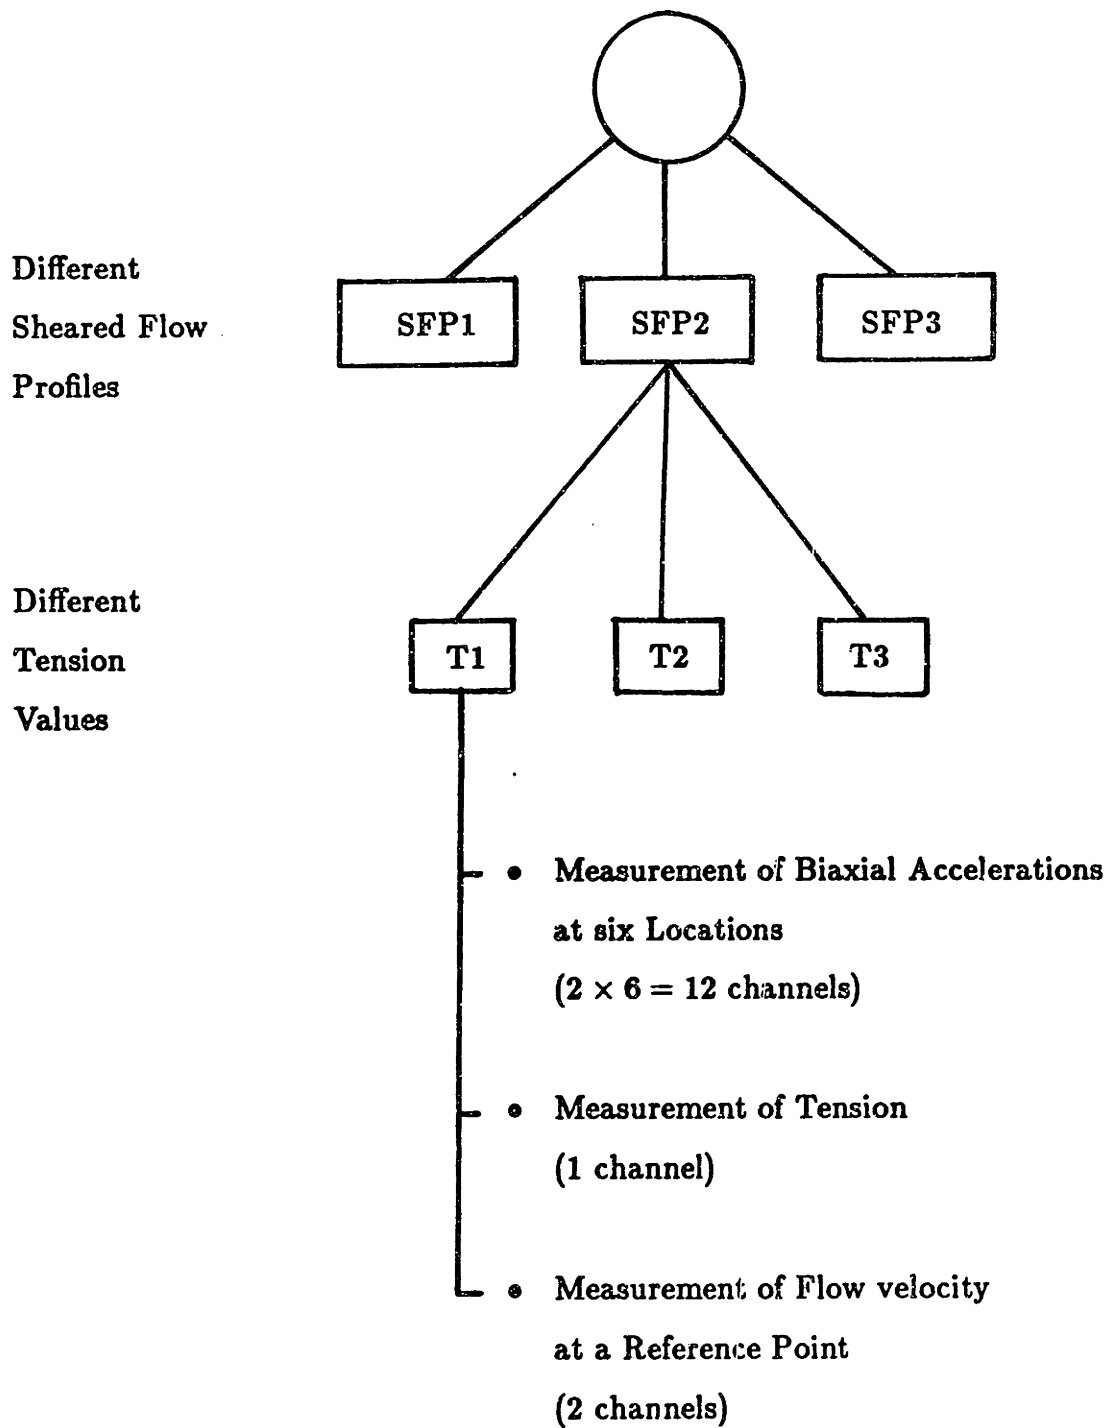 Different
Sheared Flow
Profiles
SFP1
SFP2
SFP3
Different
Tension
Values
T1
T2
T3
• Measurement of Biaxial Accelerations
at six Locations
(2 × 6 = 12 channels)
• Measurement of Tension
(1 channel)
• Measurement of Flow velocity
at a Reference Point
(2 channels)